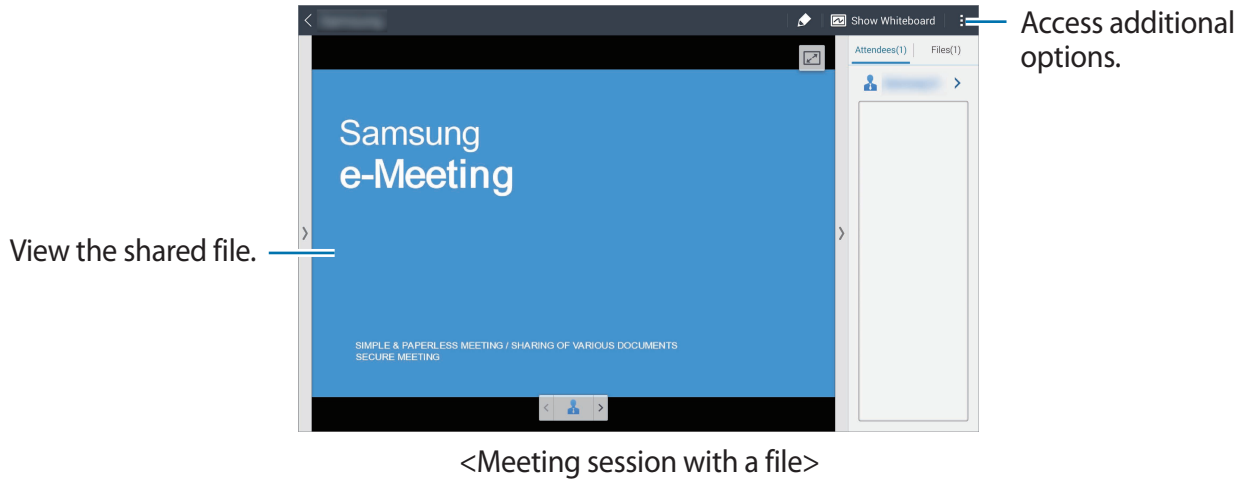 Show Whiteboard
Access additional
options.
Attendees(1) Files(1)
Samsung
e-Meeting
View the shared file.
SIMPLE & PAPERLESS MEETING / SHARING OF VARIOUS DOCUMENTS
SECURE MEETING
<Meeting session with a file>